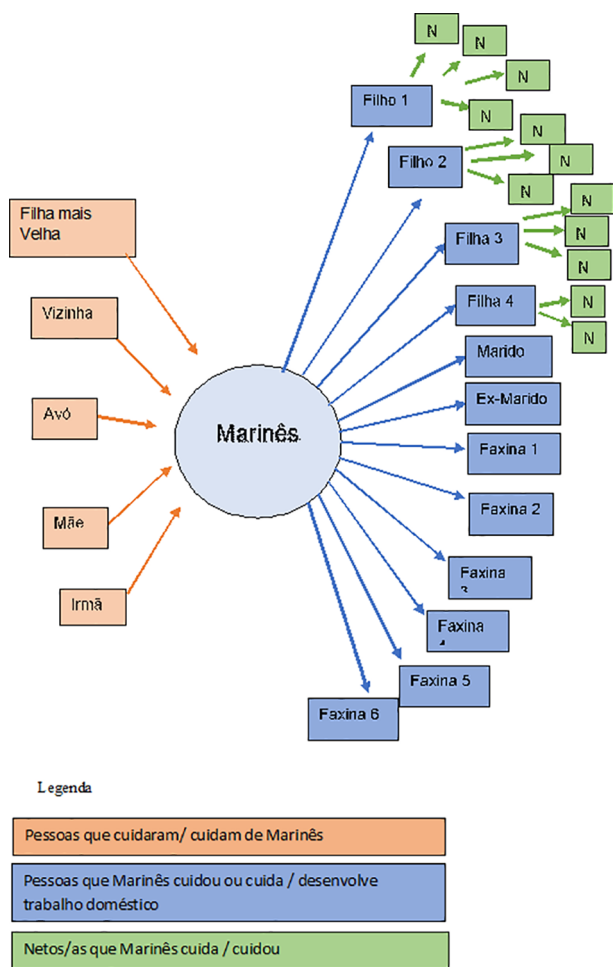 N
N
N
N
Filho 1
N
N
N
Filho 2
N
N
N
Filha 3
N
N
Filha 4
Filha mais
Velha
Vizinha
Avó
Mãe
Irmã
Marinês
Marido
Ex-Marido
Faxina 1
Faxina 2
Faxina
3
Faxina
Faxina 5
Faxina 6
Legenda
Pessoas que cuidaram/ cuidam de Marinês
Pessoas que Marinês cuidou ou cuida / desenvolve
trabalho doméstico
Netos/as que Marinês cuida / cuidou